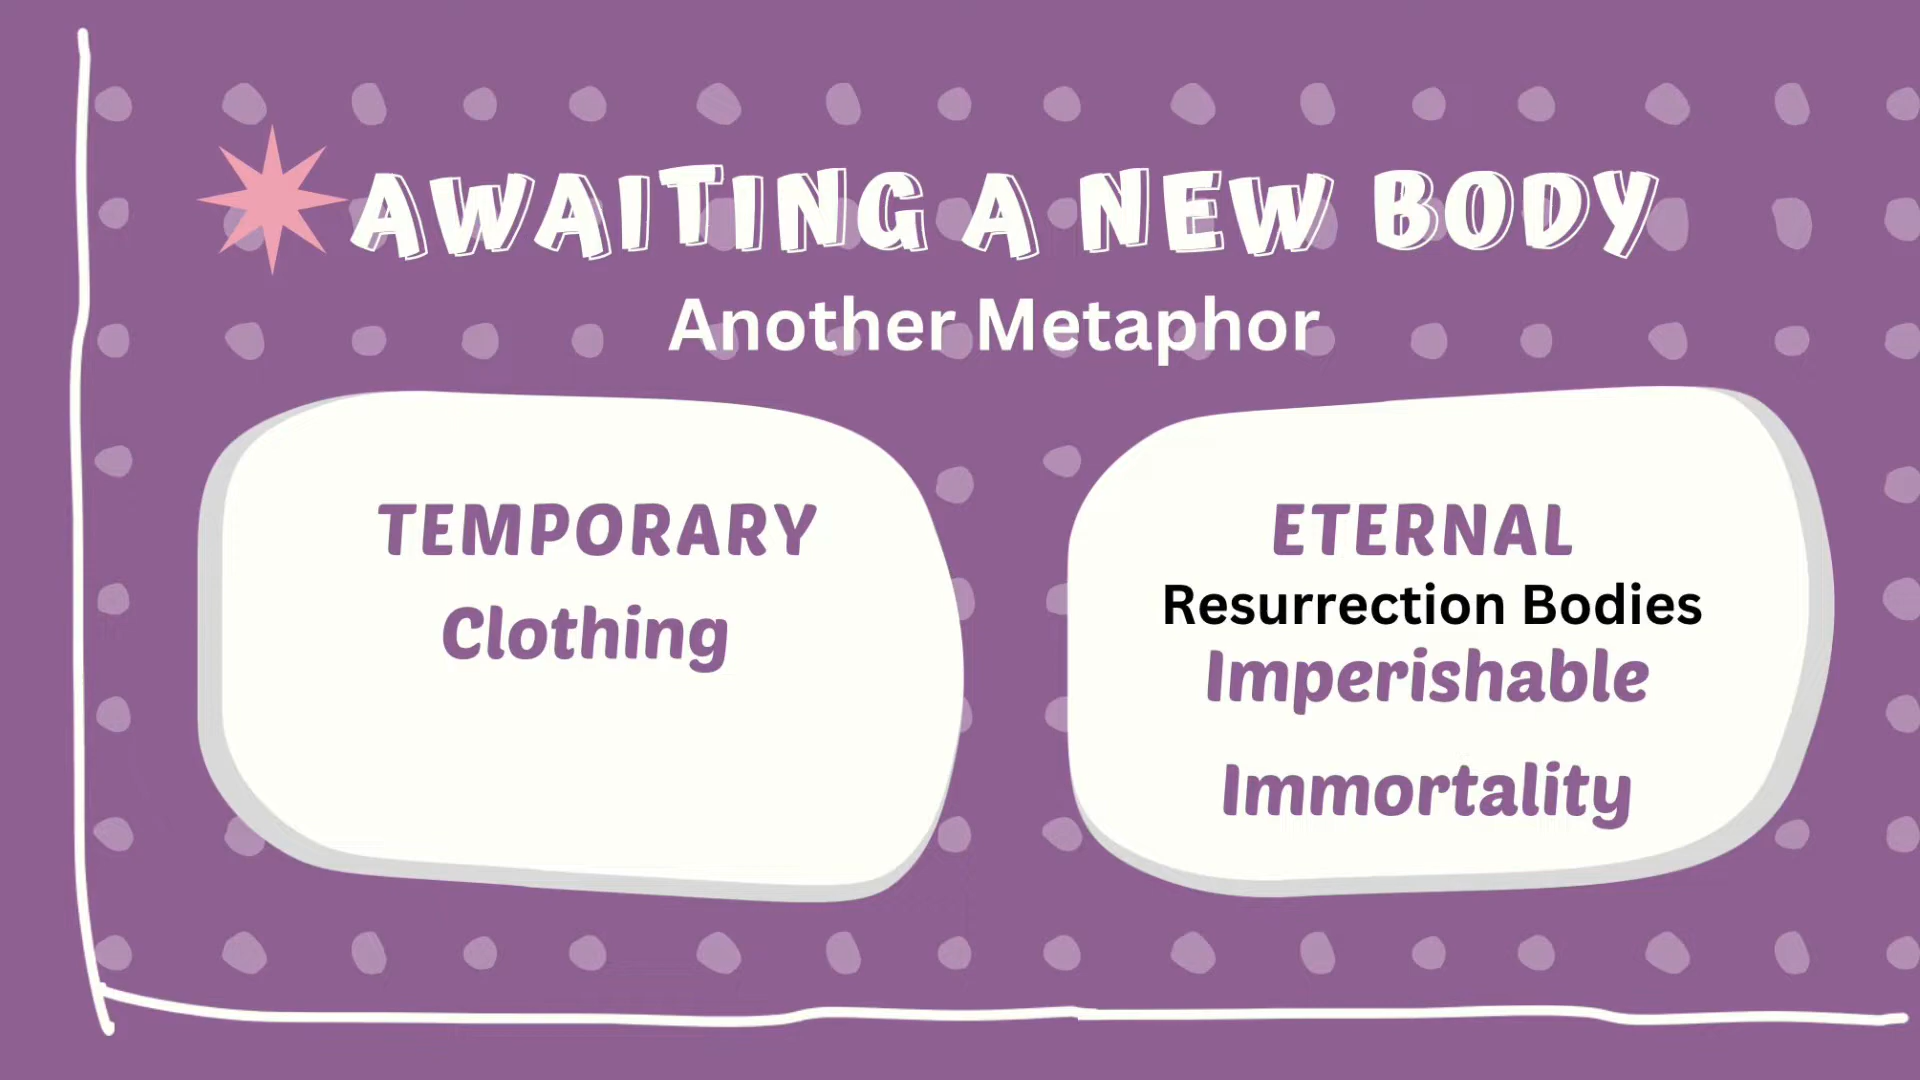 AWAITING A NEW BODY
Another Metaphor
TEMPORARY
Clothing
ETERNAL
Resurrection Bodies
Imperishable
Immortality